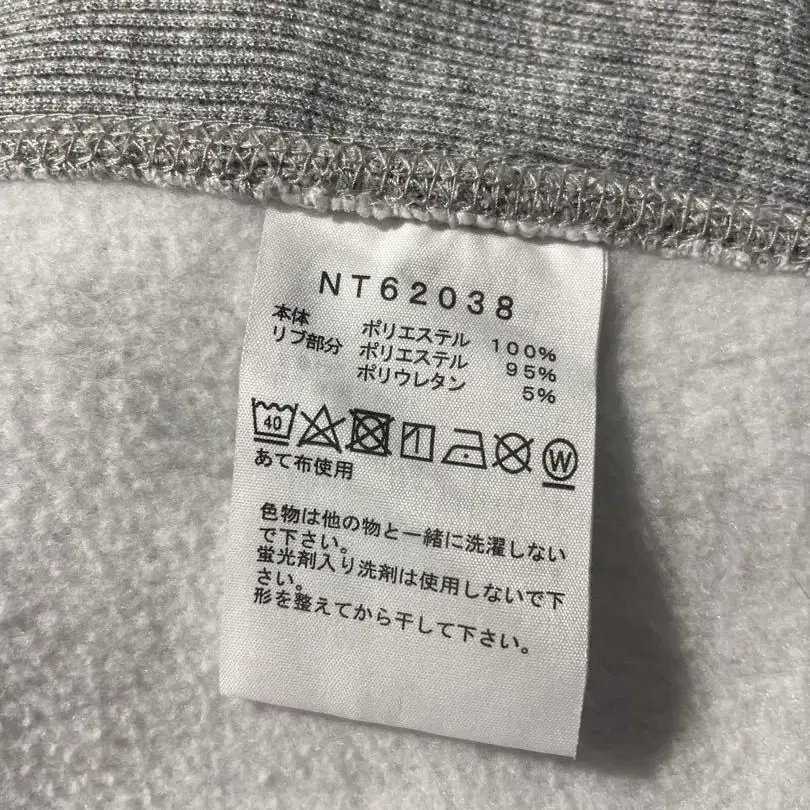 NT62038
本体 ポリエステル 100%
リブ部分 ポリエステル 95%
ポリウレタン 5%
40 W
あて布使用
色物は他の物と一緒に洗濯しない
で下さい。
蛍光剤入り洗剤は使用しないで下
さい。
形を整えてから干して下さい。